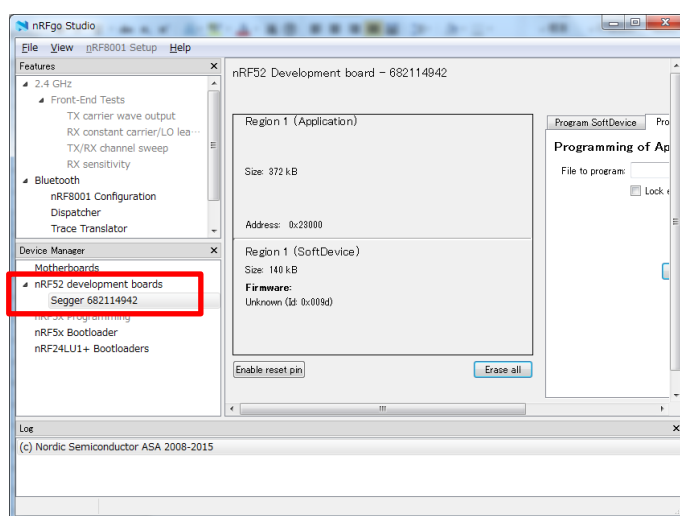 nRFgo Studio
File View nRF8001 Setup Help
Features
2.4 GHz
Front-End Tests
TX carrier wave output
RX constant carrier/LO lea…
TX/RX channel sweep
RX sensitivity
Bluetooth
nRF8001 Configuration
Dispatcher
Trace Translator
Device Manager
Motherboards
nRF52 development boards
Segger 682114942
nRF5x Programming
nRF5x Bootloader
nRF24LU1+ Bootloaders
nRF52 Development board - 682114942
Region 1 (Application)
Size: 372 kB
Address: 0x23000
Region 1 (SoftDevice)
Size: 140 kB
Firmware:
Unknown (Id: 0x009d)
Enable reset pin
Erase all
Program SoftDevice Pro
Programming of Ap
File to program:
Lock e
Log
(c) Nordic Semiconductor ASA 2008-2015